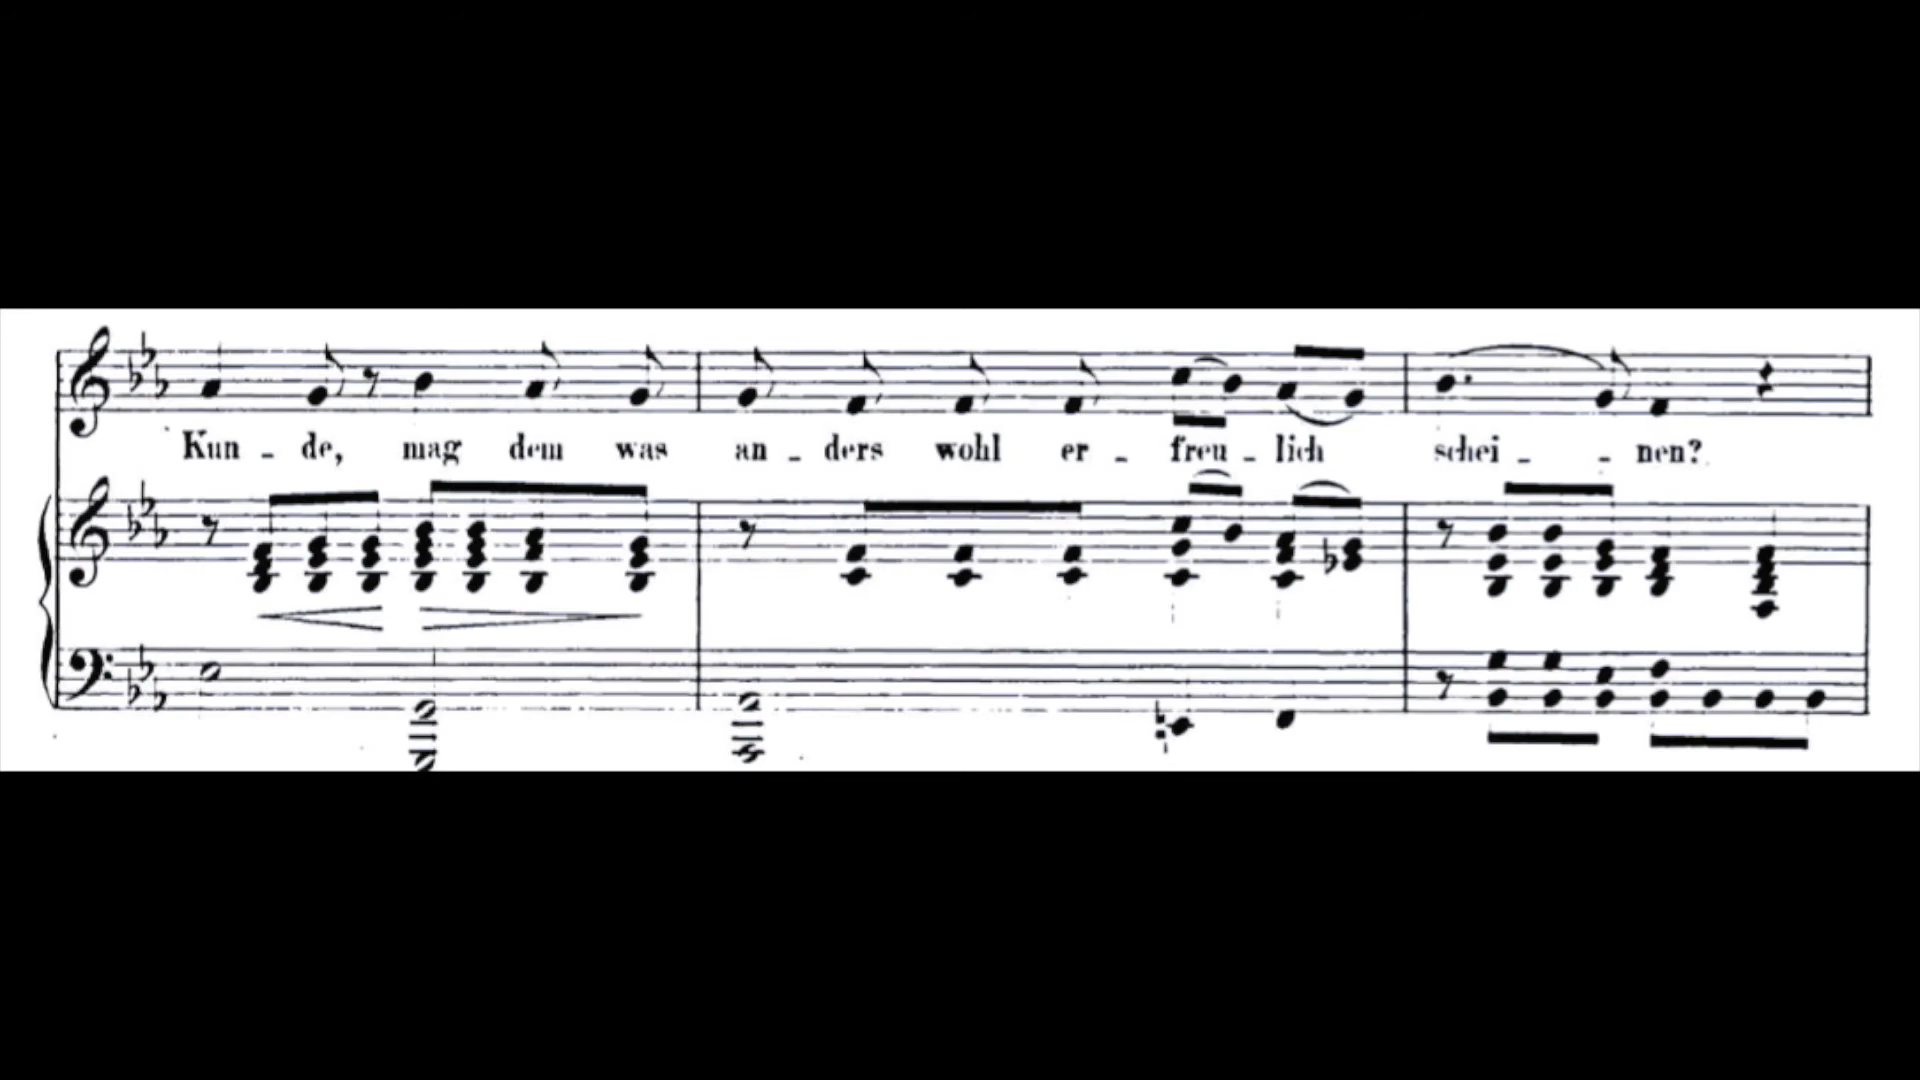 Kun - de, mag dem was an - ders wohl er - freu - lich schei - - nen?